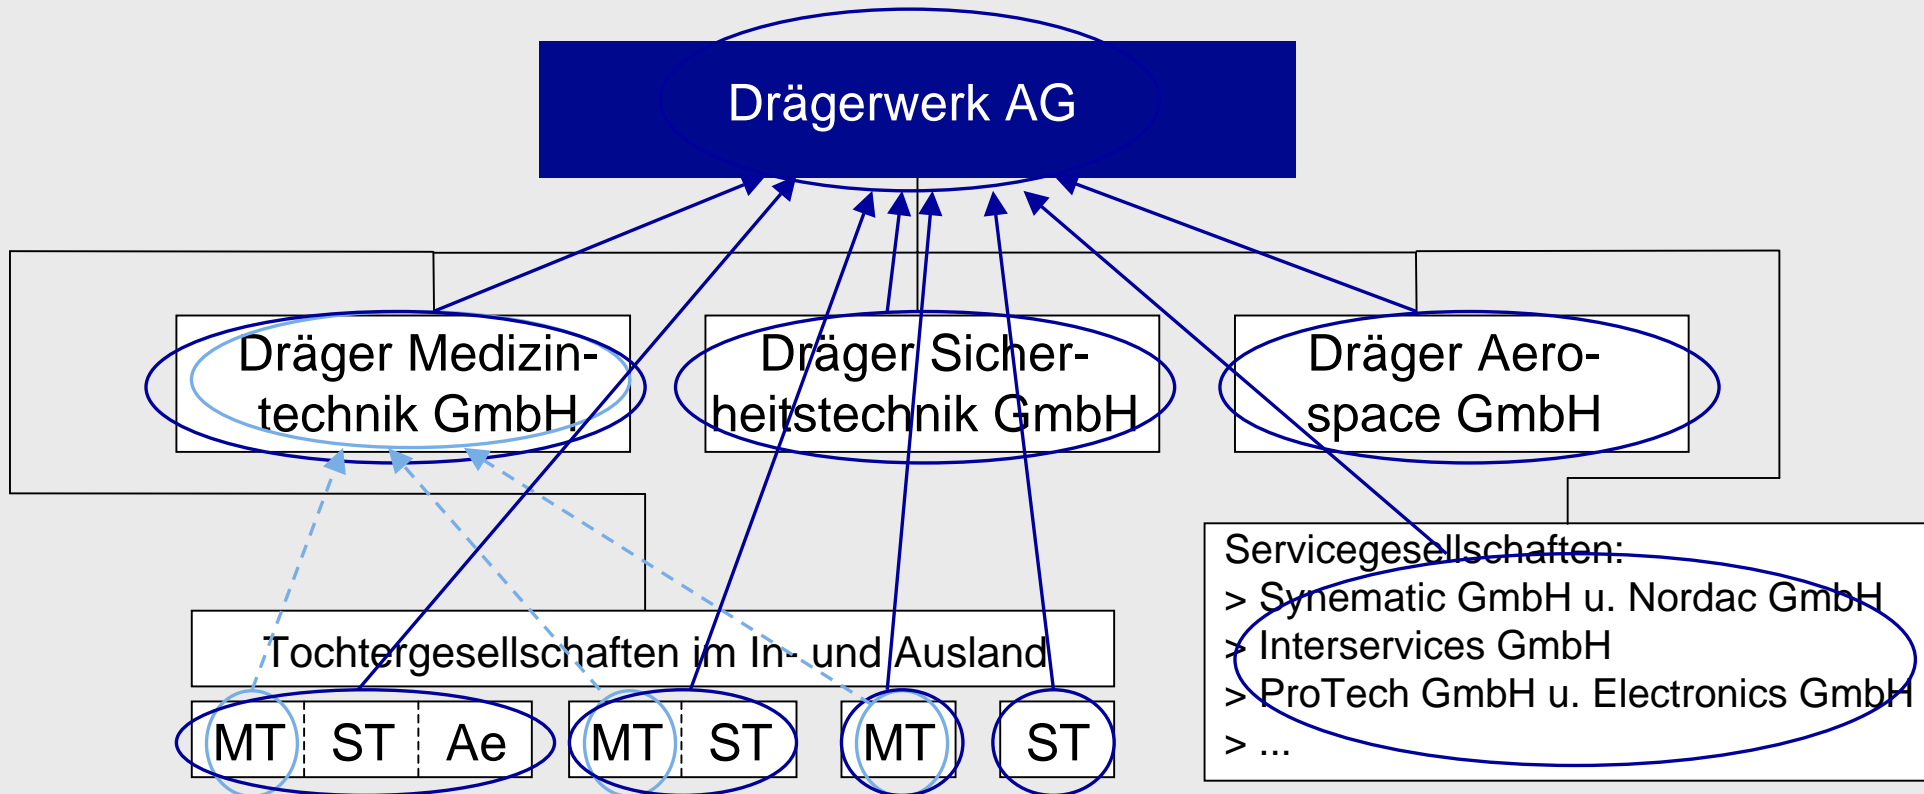 Drägerwerk AG
Dräger Medizin-
technik GmbH
Dräger Sicher-
heitstechnik GmbH
Dräger Aero-
space GmbH
Servicegesellschaften:
> Synematic GmbH u. Nordac GmbH
> Interservices GmbH
> ProTech GmbH u. Electronics GmbH
> ...
Tochtergesellschaften im In- und Ausland
MT ST Ae MT ST MT ST